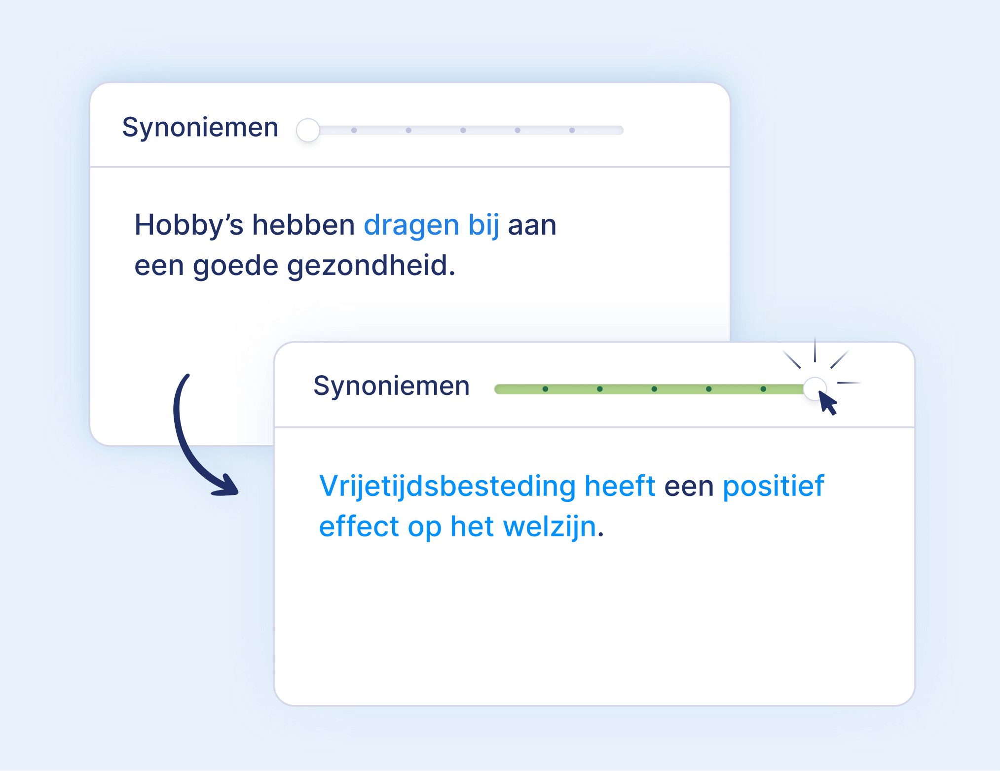 Synoniemen
Hobby’s hebben dragen bij aan
een goede gezondheid.
Synoniemen
Vrijetijdsbesteding heeft een positief
effect op het welzijn.